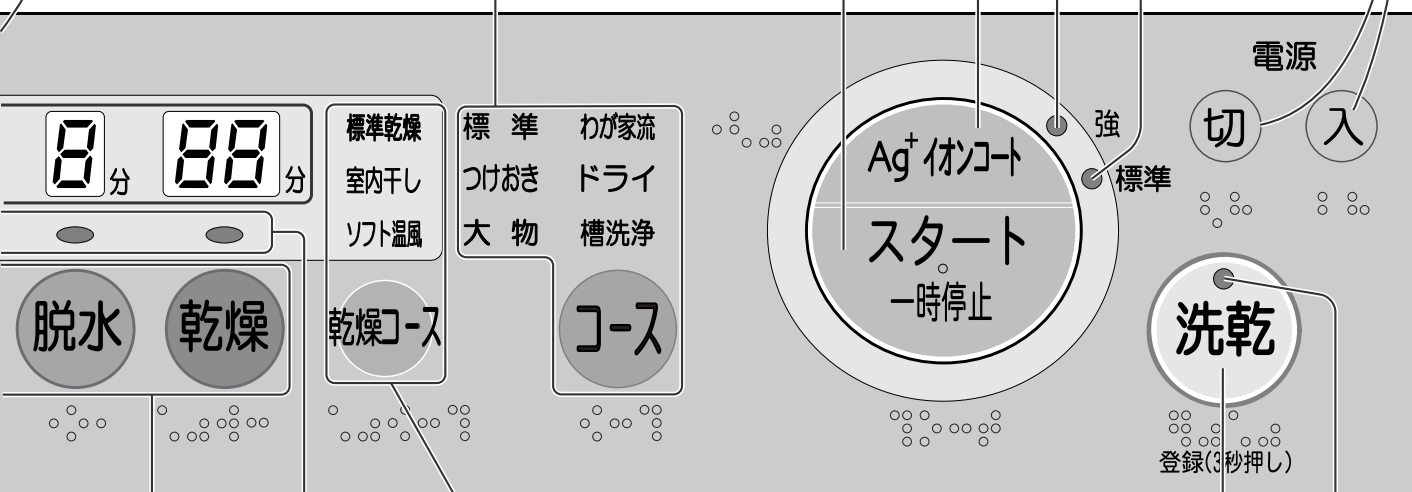 電源
切 入
8分 88分
標準乾燥
室内干し
ソフト温風
標準 わが家流
つけおき ドライ
大物 槽洗浄
Ag⁺イオンコート
強
標準
スタート
一時停止
脱水
乾燥
乾燥コース
コース
洗乾
登録(3秒押し)